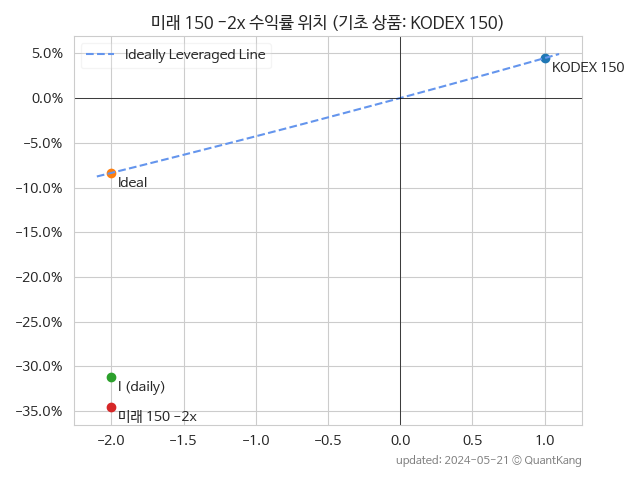 미래 150 -2x 수익률 위치 (기초 상품: KODEX 150)
5.0%
0.0%
-5.0%
-10.0%
-15.0%
-20.0%
-25.0%
-30.0%
-35.0%
Ideally Leveraged Line
KODEX 150
Ideal
I (daily)
미래 150 -2x
-2.0 -1.5 -1.0 -0.5 0.0 0.5 1.0
updated: 2024-05-21 © QuantKang